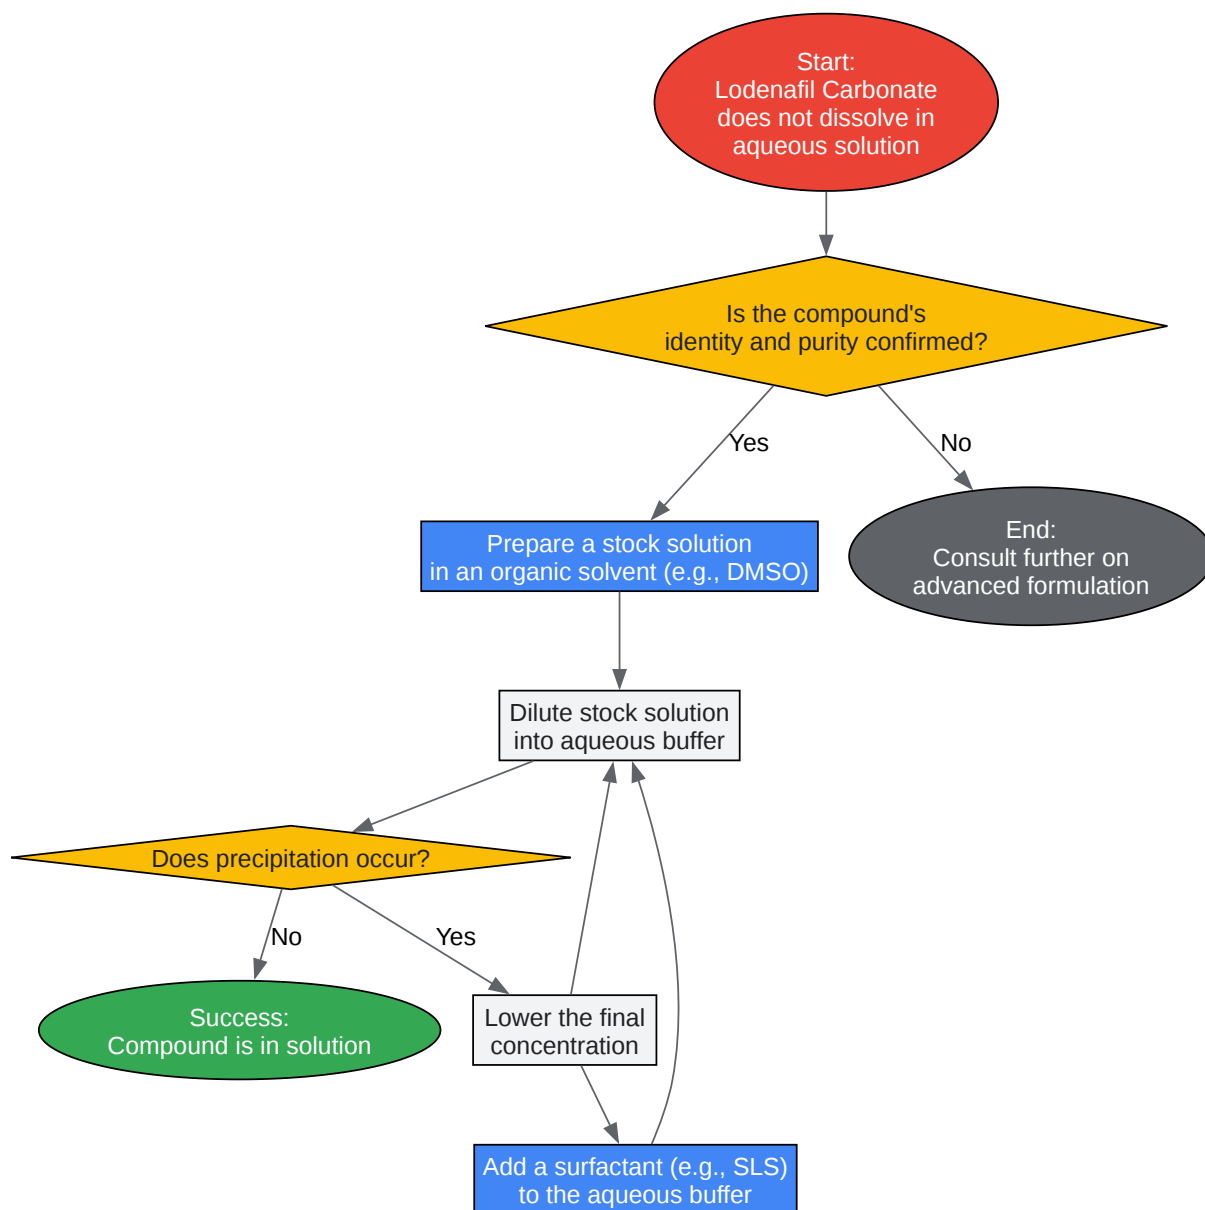 Start:
Lodenafil Carbonate
does not dissolve in
aqueous solution
Is the compound's
identity and purity confirmed?
Yes
No
Prepare a stock solution
in an organic solvent (e.g., DMSO)
End:
Consult further on
advanced formulation
Dilute stock solution
into aqueous buffer
Does precipitation occur?
No
Yes
Success:
Compound is in solution
Lower the final
concentration
Add a surfactant (e.g., SLS)
to the aqueous buffer